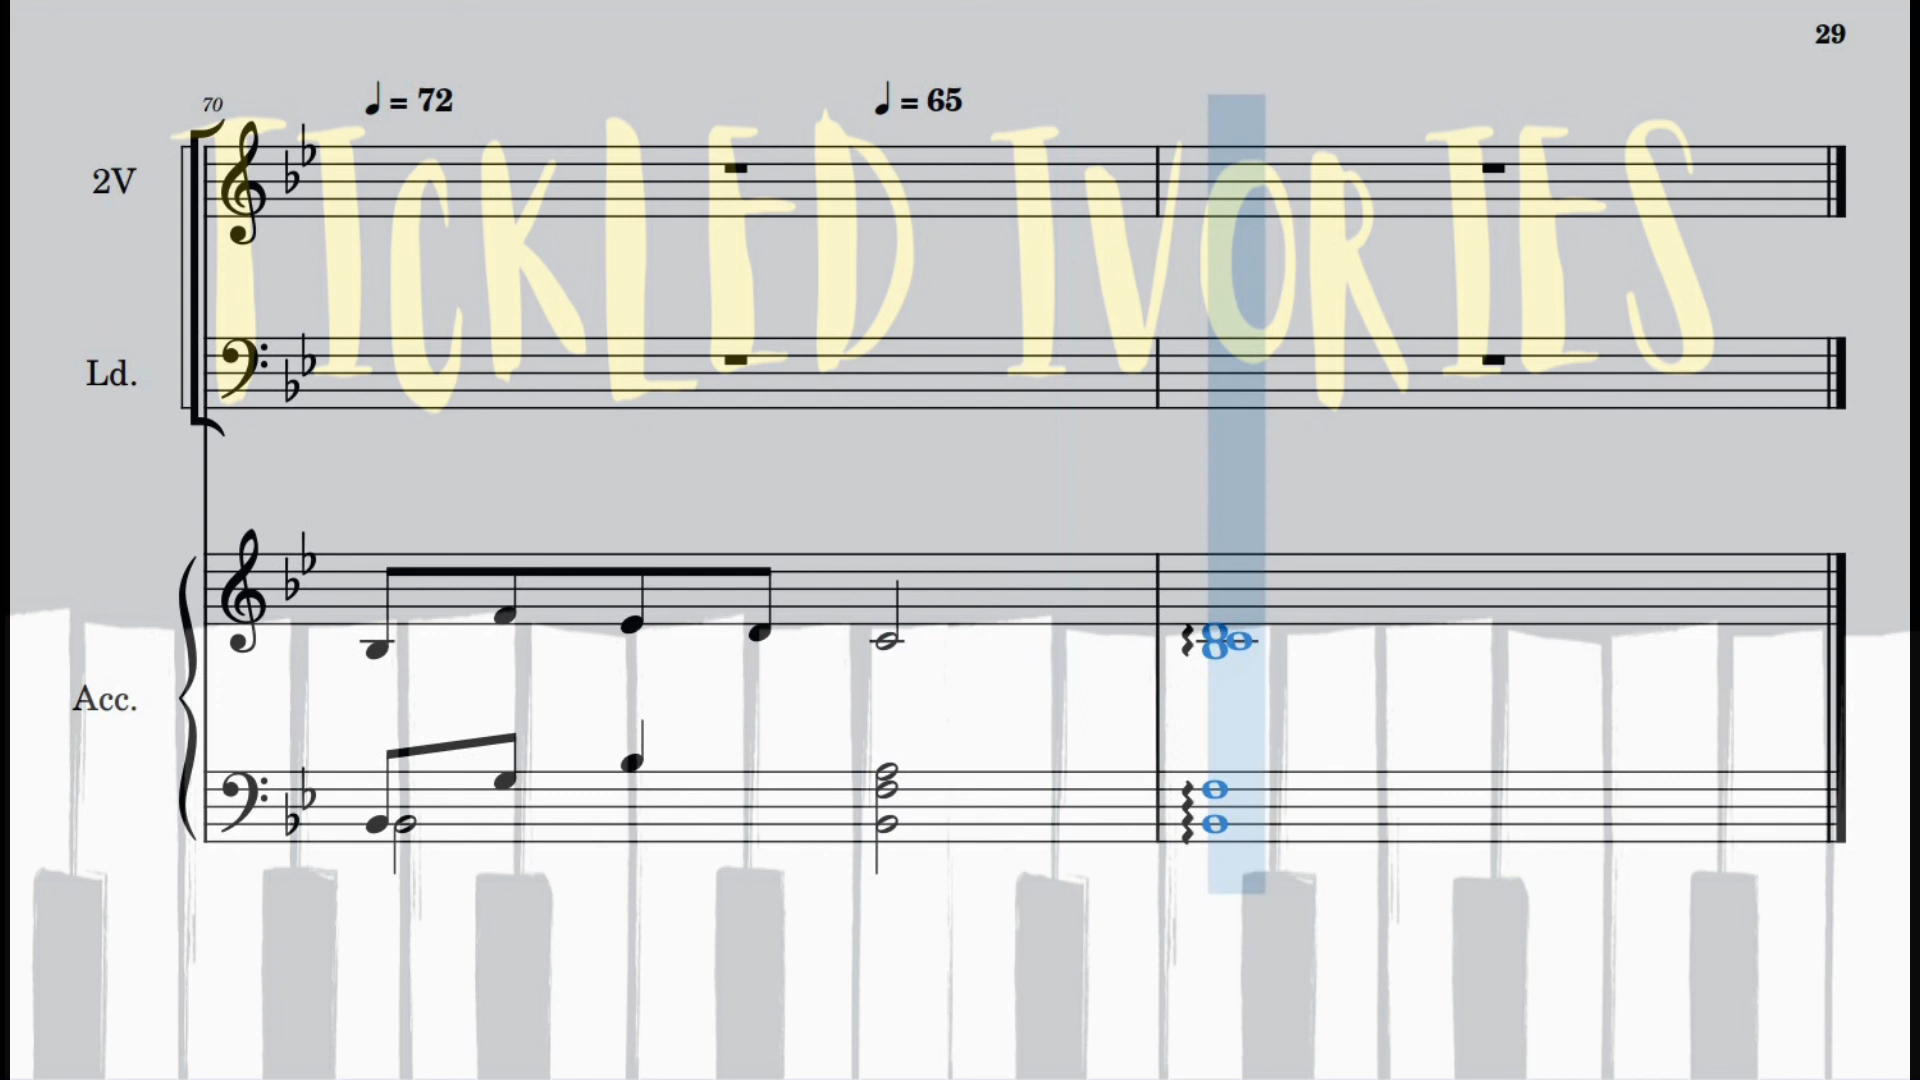 29
70
♩ = 72 ♩ = 65
TICKLED IVORIES
2V
Ld.
Acc.